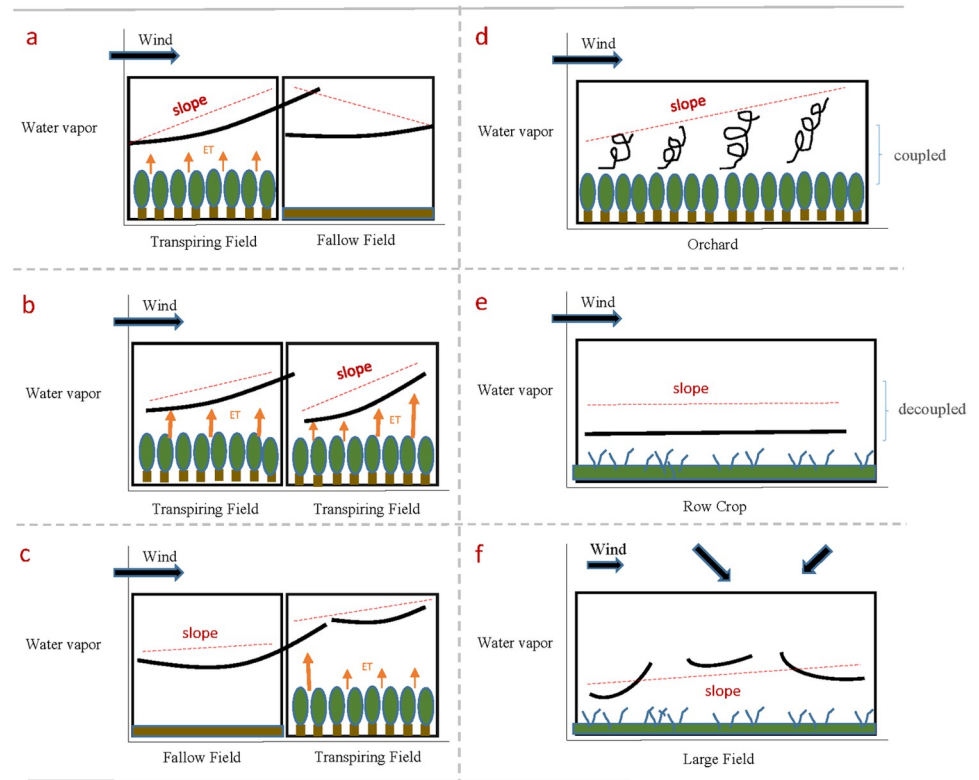 a
Wind
Water vapor
slope
ET
Transpiring Field
Fallow Field
b
Wind
Water vapor
slope
ET
ET
Transpiring Field
Transpiring Field
c
Wind
Water vapor
slope
ET
Fallow Field
Transpiring Field
d
Wind
Water vapor
slope
coupled
Orchard
e
Wind
Water vapor
slope
decoupled
Row Crop
f
Wind
Water vapor
slope
Large Field